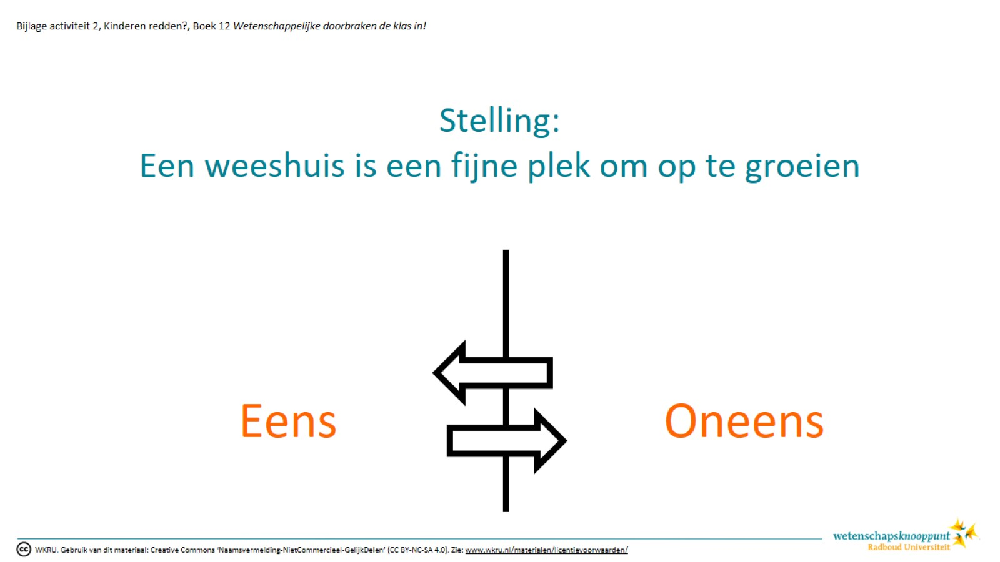 Bijlage activiteit 2, Kinderen redden?, Boek 12 Wetenschappelijke doorbraken de klas in!
Stelling:
Een weeshuis is een fijne plek om op te groeien
Eens
Oneens
wetenschapsknooppunt
Radboud Universiteit
cc WKRU. Gebruik van dit materiaal: Creative Commons ‘Naamsvermelding-NietCommercieel-GelijkDelen’ (CC BY-NC-SA 4.0). Zie: www.wkru.nl/materialen/licentievoorwaarden/